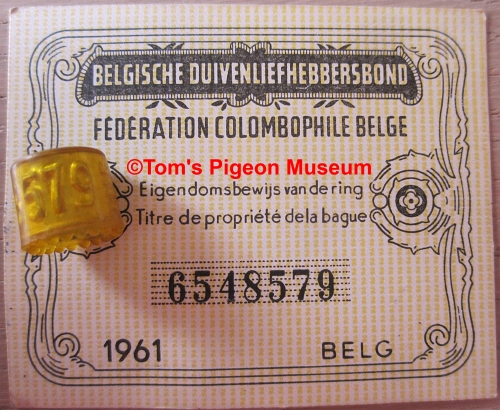 BELGISCHE DUIVENLIEFHEBBERSBOND
FÉDÉRATION COLOMBOPHILE BELGE
©Tom's Pigeon Museum
579
Eigendomsbewijs van de ring
Titre de propriété de la bague
6548579
1961 BELG